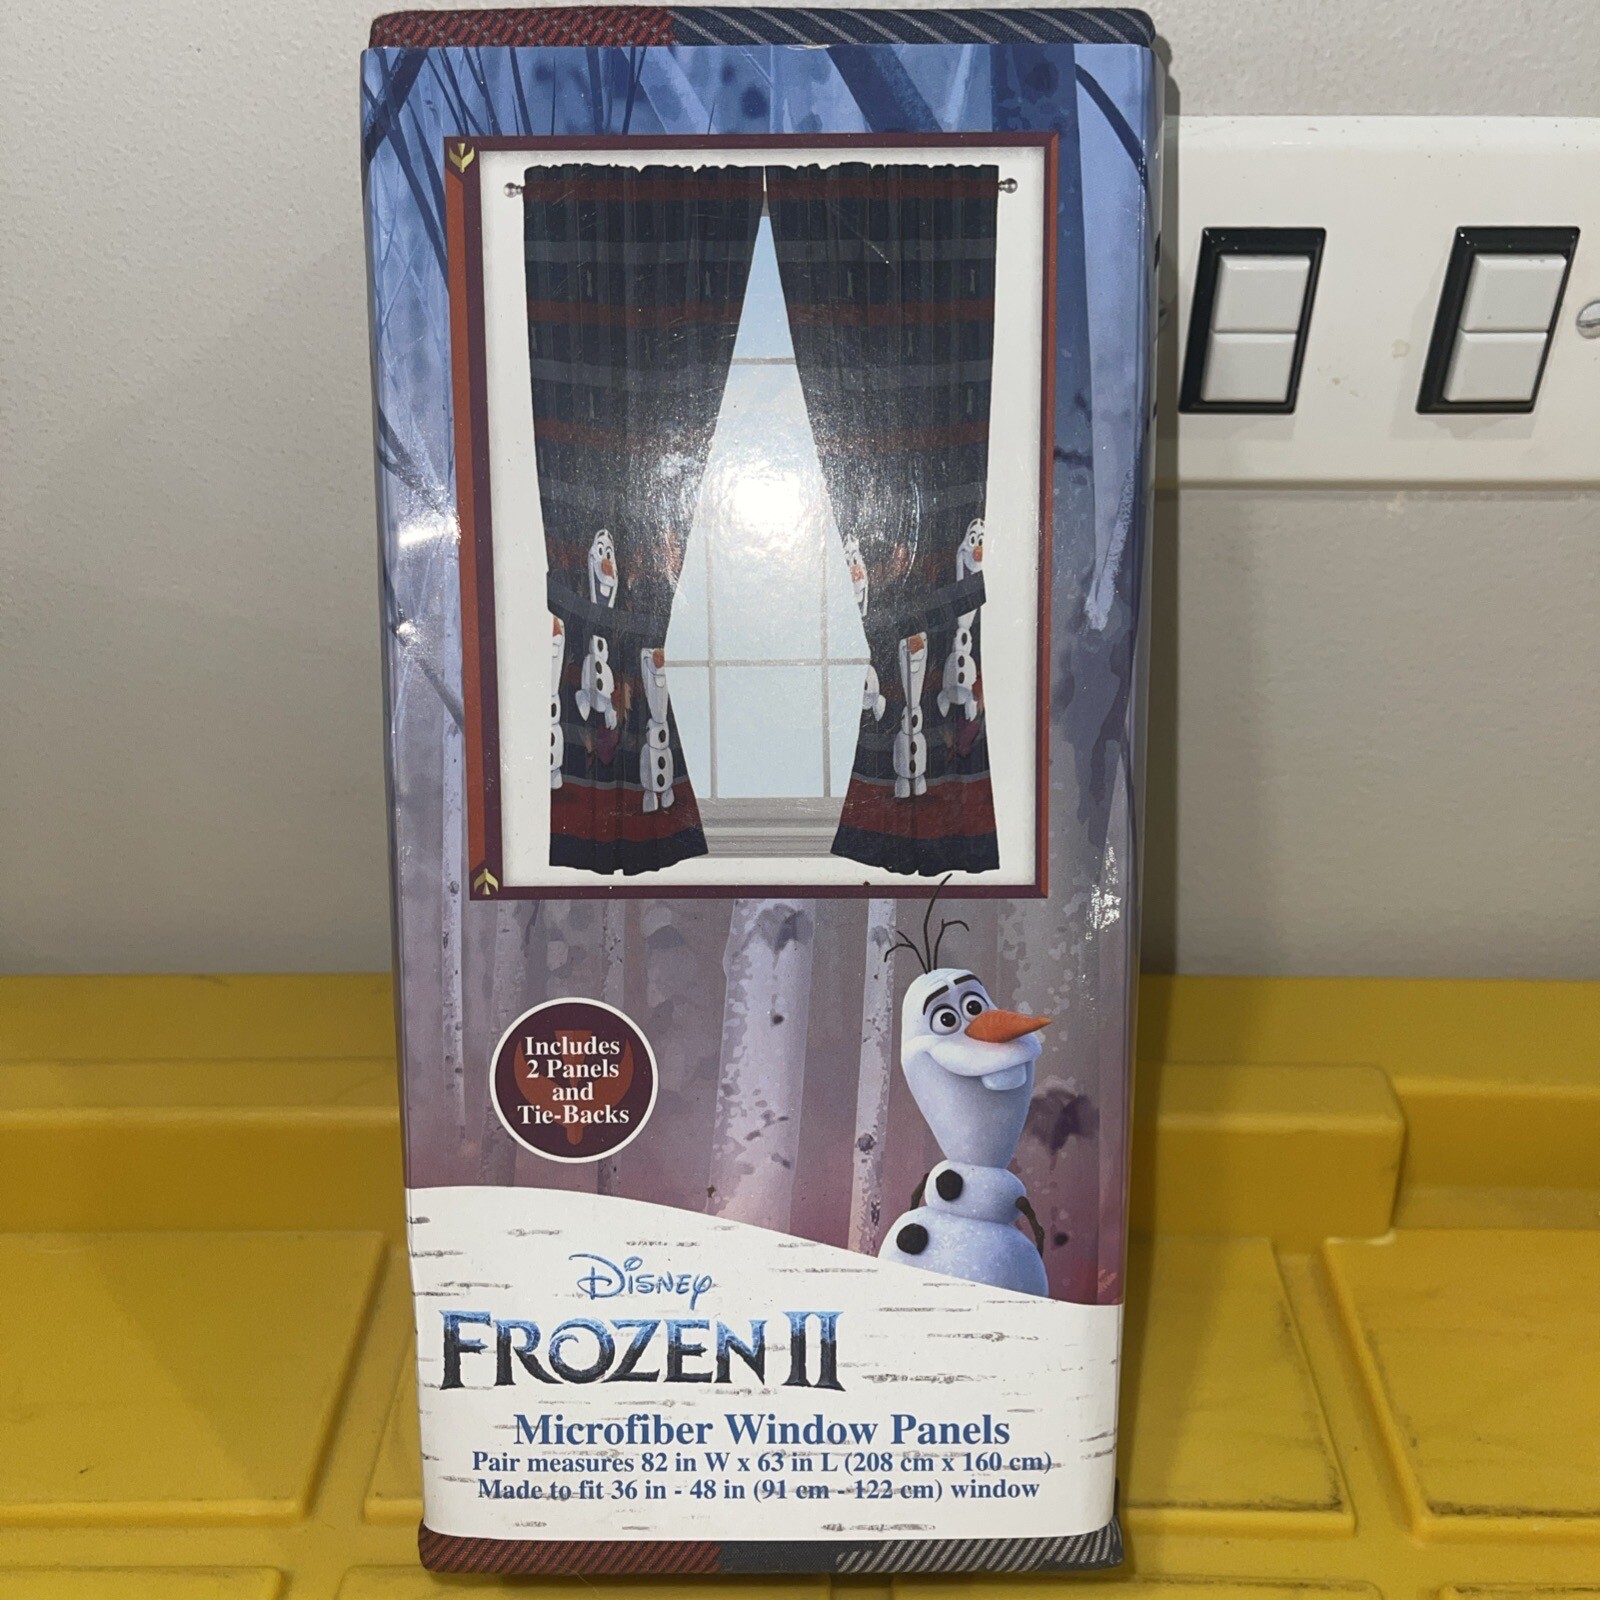 Includes
2 Panels
and
Tie-Backs
Disney
FROZEN II
Microfiber Window Panels
Pair measures 82 in W x 63 in L (208 cm x 160 cm)
Made to fit 36 in - 48 in (91 cm - 122 cm) window